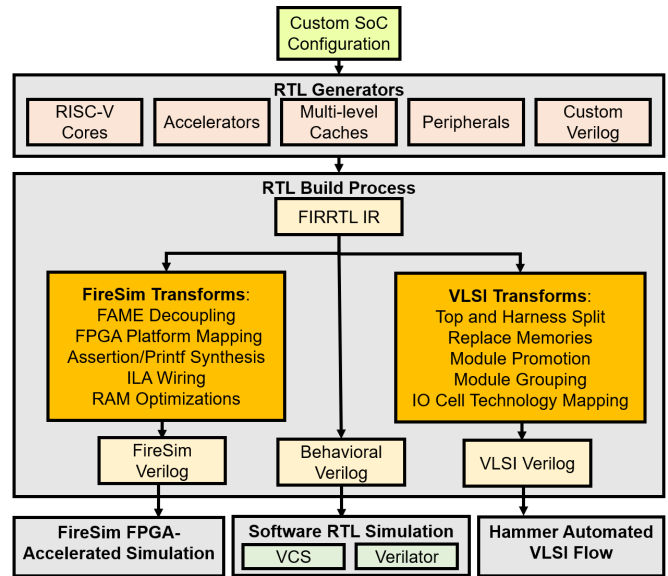 Custom SoC
Configuration
RTL Generators
RISC-V
Cores
Accelerators
Multi-level
Caches
Peripherals
Custom
Verilog
RTL Build Process
FIRRTL IR
FireSim Transforms:
FAME Decoupling
FPGA Platform Mapping
Assertion/Printf Synthesis
ILA Wiring
RAM Optimizations
VLSI Transforms:
Top and Harness Split
Replace Memories
Module Promotion
Module Grouping
IO Cell Technology Mapping
FireSim
Verilog
Behavioral
Verilog
VLSI Verilog
FireSim FPGA-
Accelerated Simulation
Software RTL Simulation
VCS
Verilator
Hammer Automated
VLSI Flow